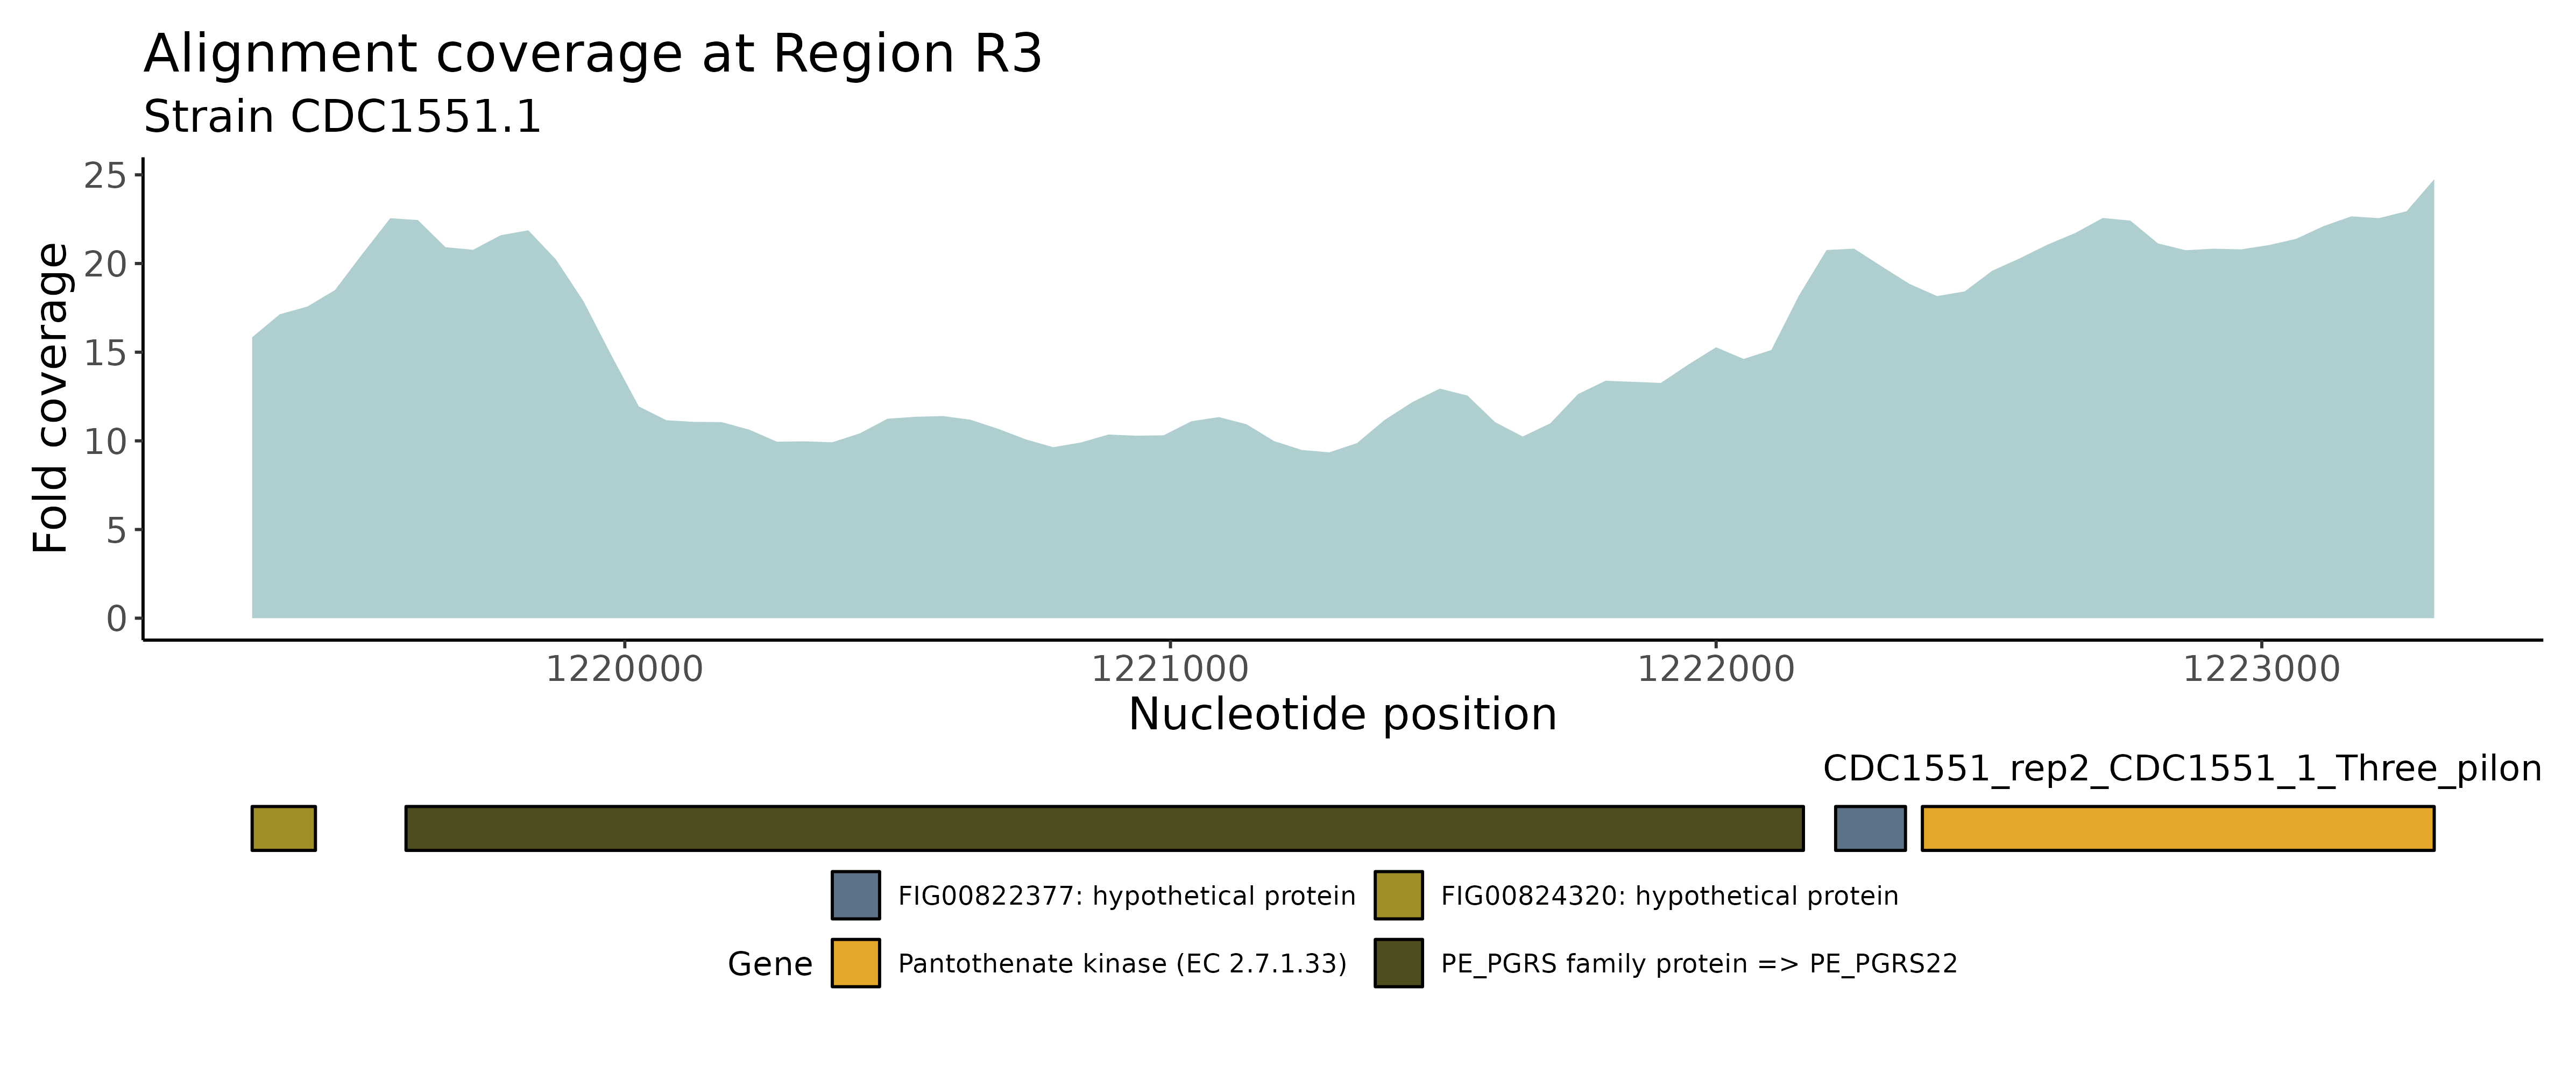 Alignment coverage at Region R3
Strain CDC1551.1
25
20
15
10
5
0
Fold coverage
1220000 1221000 1222000 1223000
Nucleotide position
CDC1551_rep2_CDC1551_1_Three_pilon
Gene
FIG00822377: hypothetical protein
FIG00824320: hypothetical protein
Pantothenate kinase (EC 2.7.1.33)
PE_PGRS family protein => PE_PGRS22